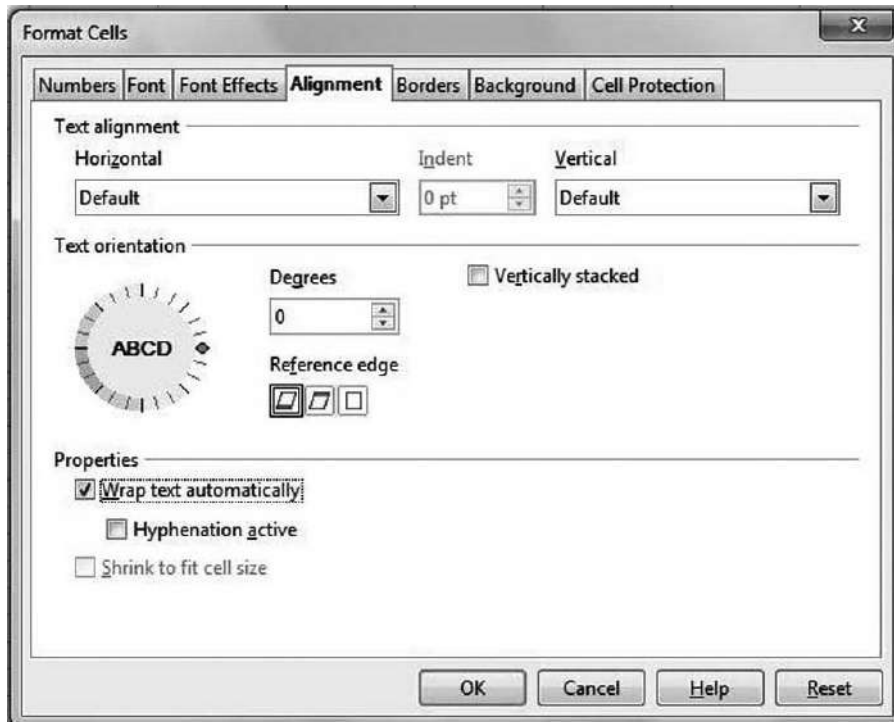 Format Cells
X
Numbers Font Font Effects Alignment Borders Background Cell Protection
Text alignment
Horizontal Indent Vertical
Default 0 pt Default
Text orientation
Degrees Vertically stacked
0
ABCD
Reference edge
Properties
Wrap text automatically
Hyphenation active
Shrink to fit cell size
OK Cancel Help Reset